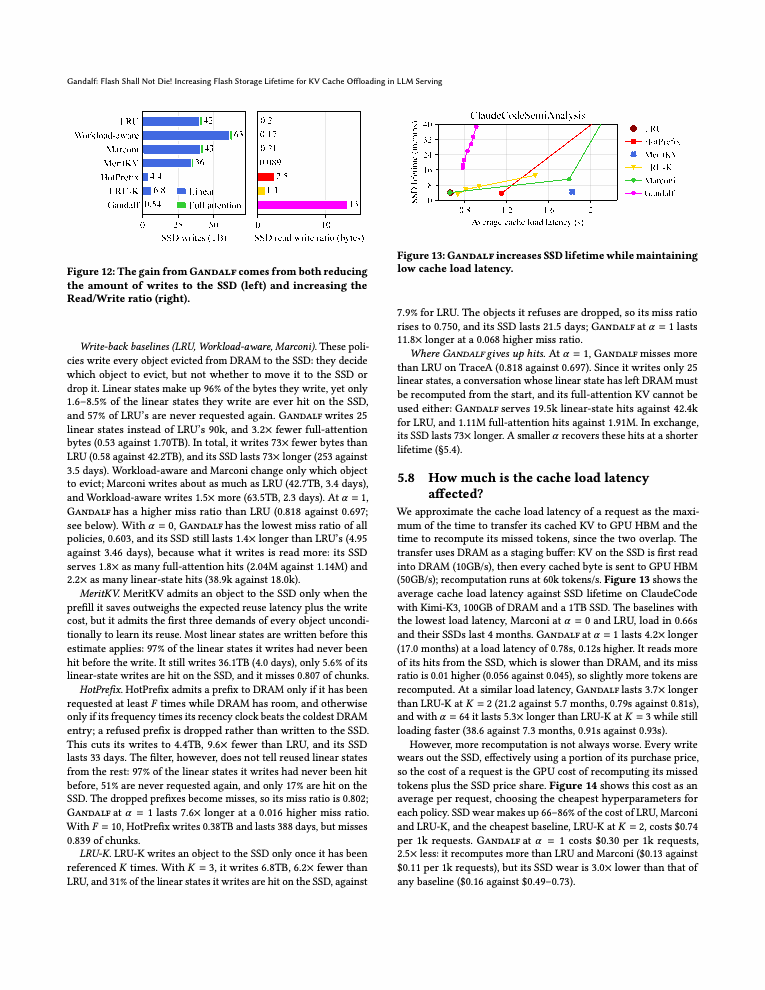 Gandalf: Flash Shall Not Die! Increasing Flash Storage Lifetime for KV Cache Offloading in LLM Serving
LRU 42 0.2
Workload-aware 63
Marconi 43 0.21
MeritKV 36 0.089
HotPrefix 4.4 2.8
LRU-K 6.8 Linear 1.1
Gandalf 0.54 Full attention 13
0 25 50 0 10
SSD writes (TB) SSD read write ratio (bytes)
Figure 12: The gain from Gandalf comes from both reducing
the amount of writes to the SSD (left) and increasing the
Read/Write ratio (right).
Write-back baselines (LRU, Workload-aware, Marconi). These poli-
cies write every object evicted from DRAM to the SSD: they decide
which object to evict, but not whether to move it to the SSD or
drop it. Linear states make up 96% of the bytes they write, yet only
1.6–8.5% of the linear states they write are ever hit on the SSD,
and 57% of LRU's are never requested again. Gandalf writes 25
linear states instead of LRU's 90k, and 3.2× fewer full-attention
bytes (0.53 against 1.70TB). In total, it writes 73× fewer bytes than
LRU (0.58 against 42.2TB), and its SSD lasts 73× longer (253 against
3.5 days). Workload-aware and Marconi change only which object
to evict; Marconi writes about as much as LRU (42.7TB, 3.4 days),
and Workload-aware writes 1.5× more (63.5TB, 2.3 days). At α = 1,
Gandalf has a higher miss ratio than LRU (0.818 against 0.697;
see below). With α = 0, Gandalf has the lowest miss ratio of all
policies, 0.603, and its SSD still lasts 1.4× longer than LRU's (4.95
against 3.46 days), because what it writes is read more: its SSD
serves 1.8× as many full-attention hits (2.04M against 1.14M) and
2.2× as many linear-state hits (38.9k against 18.0k).
MeritKV. MeritKV admits an object to the SSD only when the
prefill it saves outweighs the expected reuse latency plus the write
cost, but it admits the first three demands of every object uncondi-
tionally to learn its reuse. Most linear states are written before this
estimate applies: 97% of the linear states it writes had never been
hit before the write. It still writes 36.1TB (4.0 days), only 5.6% of its
linear-state writes are hit on the SSD, and it misses 0.807 of chunks.
HotPrefix. HotPrefix admits a prefix to DRAM only if it has been
requested at least F times while DRAM has room, and otherwise
only if its frequency times its recency clock beats the coldest DRAM
entry; a refused prefix is dropped rather than written to the SSD.
This cuts its writes to 4.4TB, 9.6× fewer than LRU, and its SSD
lasts 33 days. The filter, however, does not tell reused linear states
from the rest: 97% of the linear states it writes had never been hit
before, 51% are never requested again, and only 17% are hit on the
SSD. The dropped prefixes become misses, so its miss ratio is 0.802;
Gandalf at α = 1 lasts 7.6× longer at a 0.016 higher miss ratio.
With F = 10, HotPrefix writes 0.38TB and lasts 388 days, but misses
0.839 of chunks.
LRU-K. LRU-K writes an object to the SSD only once it has been
referenced K times. With K = 3, it writes 6.8TB, 6.2× fewer than
LRU, and 31% of the linear states it writes are hit on the SSD, against
ClaudeCodeSemiAnalysis
SSD lifetime (months)
40
32
24
16
8
0
0.8 1.2 1.6 2
Average cache load latency (s)
LRU
HotPrefix
MeritKV
LRU-K
Marconi
Gandalf
Figure 13: Gandalf increases SSD lifetime while maintaining
low cache load latency.
7.9% for LRU. The objects it refuses are dropped, so its miss ratio
rises to 0.750, and its SSD lasts 21.5 days; Gandalf at α = 1 lasts
11.8× longer at a 0.068 higher miss ratio.
Where Gandalf gives up hits. At α = 1, Gandalf misses more
than LRU on TraceA (0.818 against 0.697). Since it writes only 25
linear states, a conversation whose linear state has left DRAM must
be recomputed from the start, and its full-attention KV cannot be
used either: Gandalf serves 19.5k linear-state hits against 42.4k
for LRU, and 1.11M full-attention hits against 1.91M. In exchange,
its SSD lasts 73× longer. A smaller α recovers these hits at a shorter
lifetime (§5.4).
5.8 How much is the cache load latency
affected?
We approximate the cache load latency of a request as the maxi-
mum of the time to transfer its cached KV to GPU HBM and the
time to recompute its missed tokens, since the two overlap. The
transfer uses DRAM as a staging buffer: KV on the SSD is first read
into DRAM (10GB/s), then every cached byte is sent to GPU HBM
(50GB/s); recomputation runs at 60k tokens/s. Figure 13 shows the
average cache load latency against SSD lifetime on ClaudeCode
with Kimi-K3, 100GB of DRAM and a 1TB SSD. The baselines with
the lowest load latency, Marconi at α = 0 and LRU, load in 0.66s
and their SSDs last 4 months. Gandalf at α = 1 lasts 4.2× longer
(17.0 months) at a load latency of 0.78s, 0.12s higher. It reads more
of its hits from the SSD, which is slower than DRAM, and its miss
ratio is 0.01 higher (0.056 against 0.045), so slightly more tokens are
recomputed. At a similar load latency, Gandalf lasts 3.7× longer
than LRU-K at K = 2 (21.2 against 5.7 months, 0.79s against 0.81s),
and with α = 64 it lasts 5.3× longer than LRU-K at K = 3 while still
loading faster (38.6 against 7.3 months, 0.91s against 0.93s).
However, more recomputation is not always worse. Every write
wears out the SSD, effectively using a portion of its purchase price,
so the cost of a request is the GPU cost of recomputing its missed
tokens plus the SSD price share. Figure 14 shows this cost as an
average per request, choosing the cheapest hyperparameters for
each policy. SSD wear makes up 66–86% of the cost of LRU, Marconi
and LRU-K, and the cheapest baseline, LRU-K at K = 2, costs $0.74
per 1k requests. Gandalf at α = 1 costs $0.30 per 1k requests,
2.5× less: it recomputes more than LRU and Marconi ($0.13 against
$0.11 per 1k requests), but its SSD wear is 3.0× lower than that of
any baseline ($0.16 against $0.49–0.73).